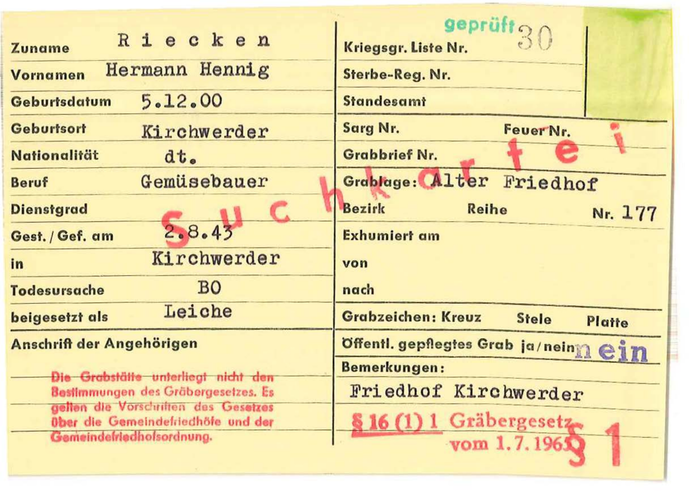 Zuname R i e c k e n
Vornamen Hermann Hennig
Geburtsdatum 5.12.00
Geburtsort Kirchwerder
Nationalität dt.
Beruf Gemüsebauer
Dienstgrad
Gest./Gef. am 2.8.43
in Kirchwerder
Todesursache BO
beigesetzt als Leiche
Anschrift der Angehörigen
Die Grabstätte unterliegt nicht den
Bestimmungen des Gräbergesetzes. Es
gelten die Vorschriften des Gesetzes
über die Gemeindefriedhöfe und der
Gemeindefriedhofsordnung.
Suchkartei
geprüft 30
Kriegsgr. Liste Nr.
Sterbe-Reg. Nr.
Standesamt
Sarg Nr. Feuer Nr.
Grabbrief Nr.
Grablage: Alter Friedhof
Bezirk Reihe Nr. 177
Exhumiert am
von
nach
Grabzeichen: Kreuz Stele Platte
Öffentl. gepflegtes Grab ja/nein nein
Bemerkungen:
Friedhof Kirchwerder
§ 16 (1) 1 Gräbergesetz
vom 1.7.1965
§ 1